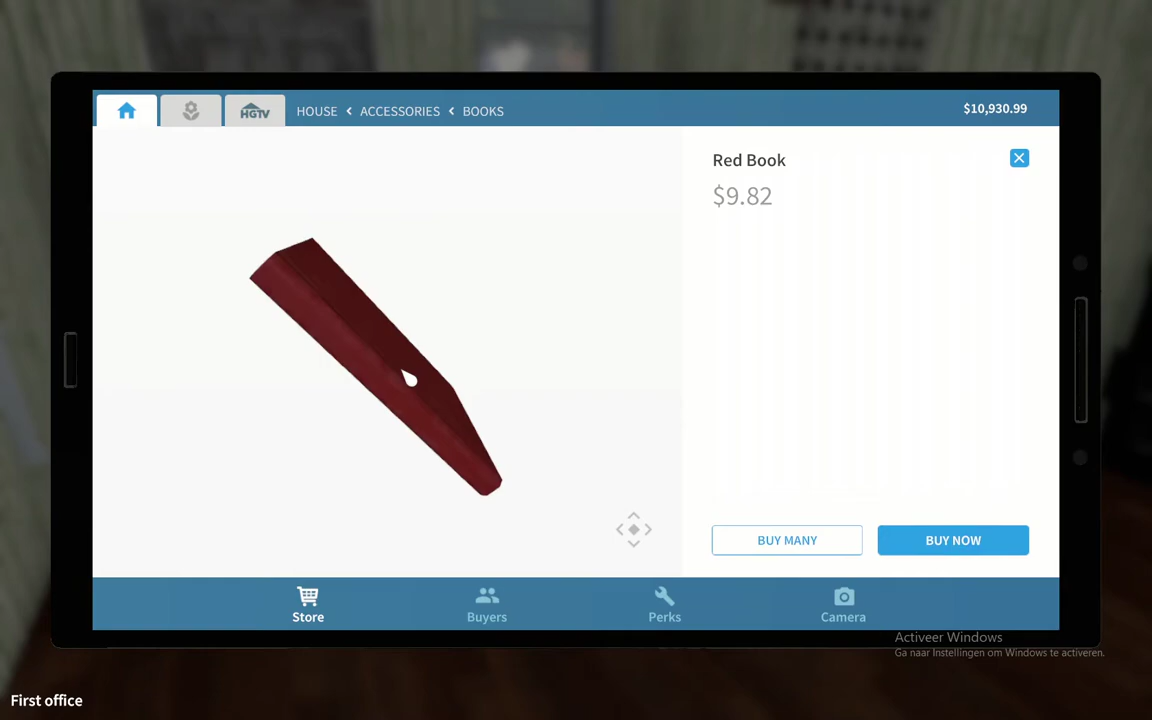 HGTV
HOUSE < ACCESSORIES < BOOKS
$10,930.99
Red Book
$9.82
BUY MANY
BUY NOW
Store
Buyers
Perks
Camera
Activeer Windows
Ga naar Instellingen om Windows te activeren.
First office